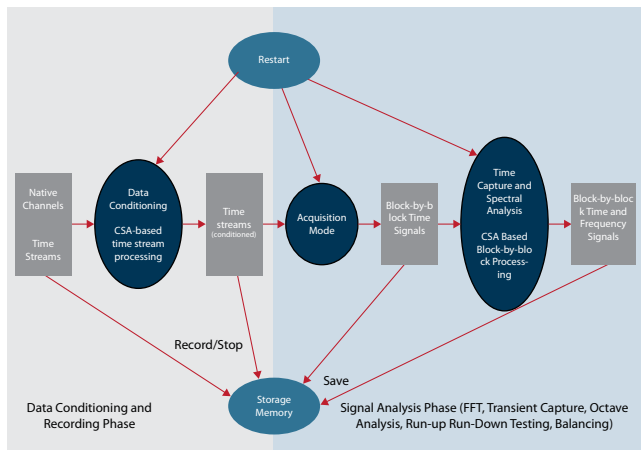 Restart
Native
Channels
Time
Streams
Data
Conditioning
CSA-based
time stream
processing
Time
streams
(conditioned)
Acquisition
Mode
Block-by-b
lock Time
Signals
Time
Capture and
Spectral
Analysis
CSA Based
Block-by-blo
ck Process-
ing
Block-by-bloc
k Time and
Frequency
Signals
Record/Stop
Save
Storage
Memory
Data Conditioning and
Recording Phase
Signal Analysis Phase (FFT, Transient Capture, Octave
Analysis, Run-up Run-Down Testing, Balancing)